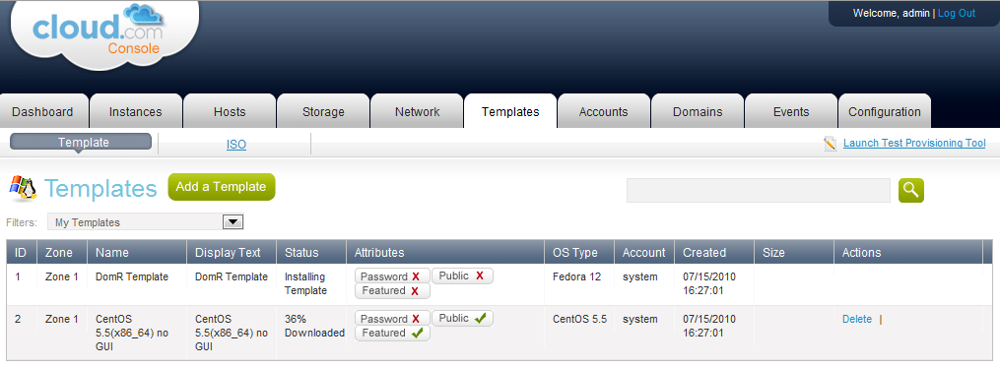 cloud.com
Console
Welcome, admin | Log Out
Dashboard Instances Hosts Storage Network Templates Accounts Domains Events Configuration
Template ISO Launch Test Provisioning Tool
Templates Add a Template
Filters: My Templates
ID Zone Name Display Text Status Attributes OS Type Account Created Size Actions
1 Zone 1 DomR Template DomR Template Installing Password X Public X Fedora 12 system 07/15/2010
Template Featured X 16:27:01
2 Zone 1 CentOS CentOS 36% Password X Public CentOS 5.5 system 07/15/2010 Delete |
5.5(x86_64) no 5.5(x86_64) no Downloaded Featured 16:27:01
GUI GUI